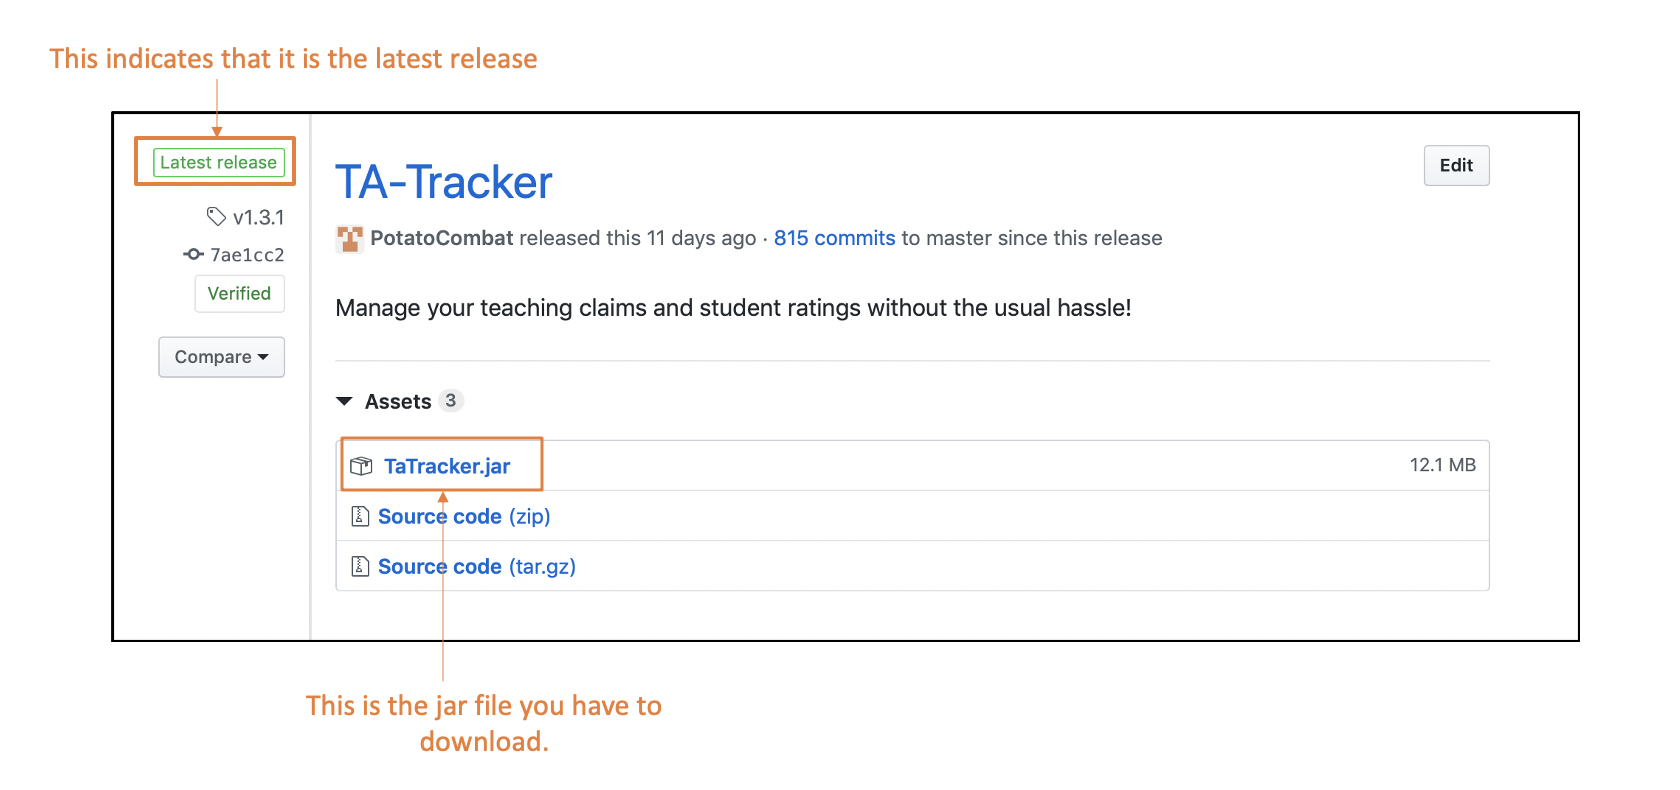 This indicates that it is the latest release
Latest release
v1.3.1
7ae1cc2
Verified
Compare
TA-Tracker
Edit
PotatoCombat released this 11 days ago · 815 commits to master since this release
Manage your teaching claims and student ratings without the usual hassle!
Assets 3
TaTracker.jar 12.1 MB
Source code (zip)
Source code (tar.gz)
This is the jar file you have to
download.